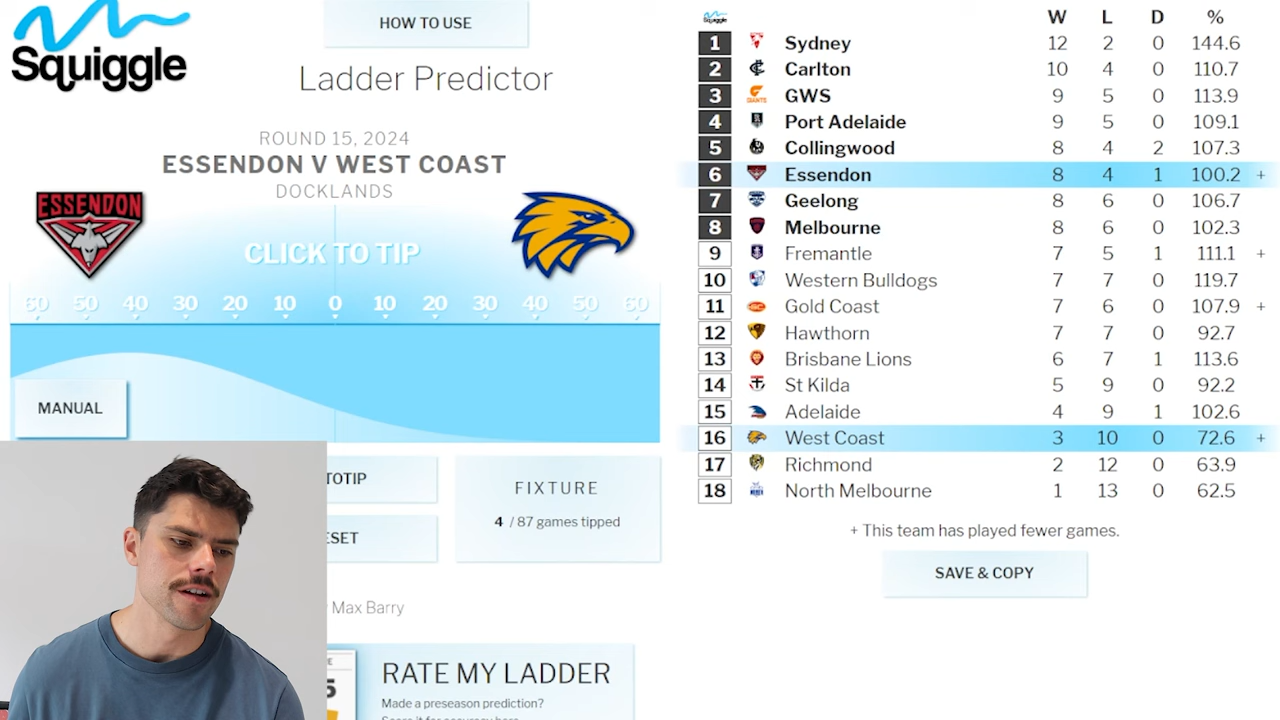 Squiggle
HOW TO USE
Ladder Predictor
ROUND 15, 2024
ESSENDON V WEST COAST
DOCKLANDS
ESSENDON
CLICK TO TIP
60 50 40 30 20 10 0 10 20 30 40 50 60
MANUAL
TOTIP
ESET
FIXTURE
4 / 87 games tipped
Max Barry
RATE MY LADDER
Made a preseason prediction?
Score it for accuracy here
W L D %
1 Sydney 12 2 0 144.6
2 Carlton 10 4 0 110.7
3 GWS 9 5 0 113.9
4 Port Adelaide 9 5 0 109.1
5 Collingwood 8 4 2 107.3
6 Essendon 8 4 1 100.2 +
7 Geelong 8 6 0 106.7
8 Melbourne 8 6 0 102.3
9 Fremantle 7 5 1 111.1 +
10 Western Bulldogs 7 7 0 119.7
11 Gold Coast 7 6 0 107.9 +
12 Hawthorn 7 7 0 92.7
13 Brisbane Lions 6 7 1 113.6
14 St Kilda 5 9 0 92.2
15 Adelaide 4 9 1 102.6
16 West Coast 3 10 0 72.6 +
17 Richmond 2 12 0 63.9
18 North Melbourne 1 13 0 62.5
+ This team has played fewer games.
SAVE & COPY